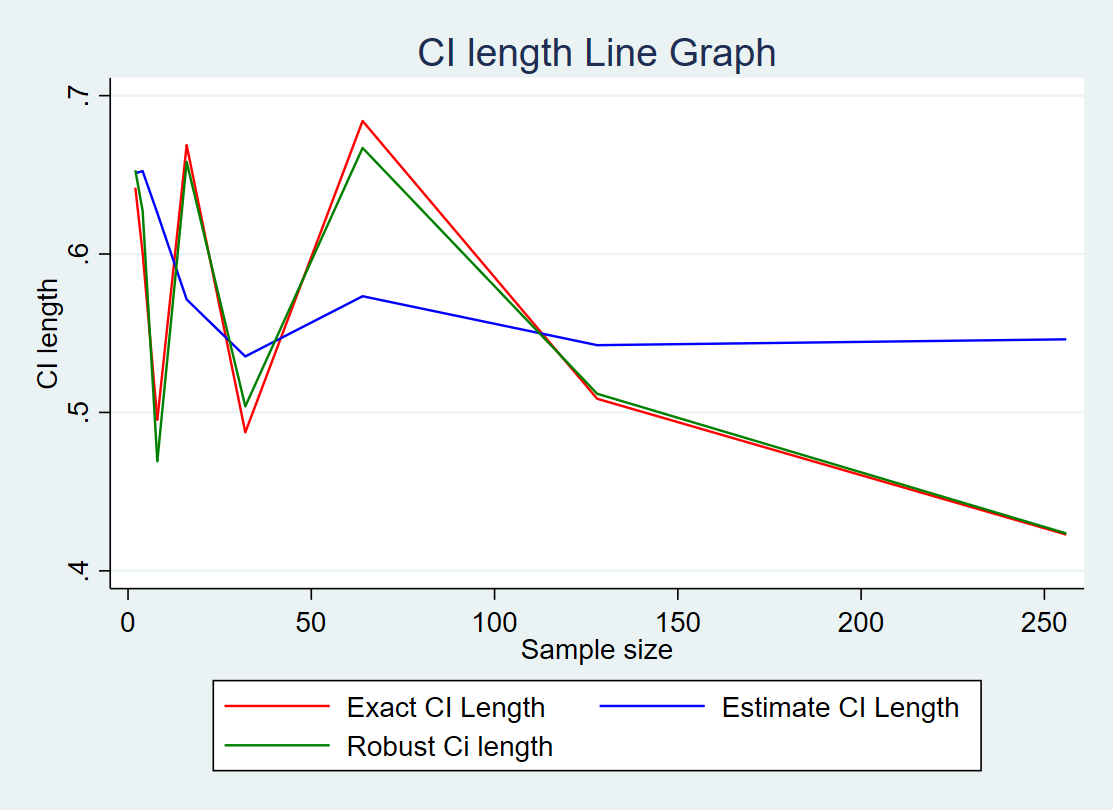 CI length Line Graph
.7
.6
.5
.4
CI length
0 50 100 150 200 250
Sample size
Exact CI Length Estimate CI Length
Robust Ci length